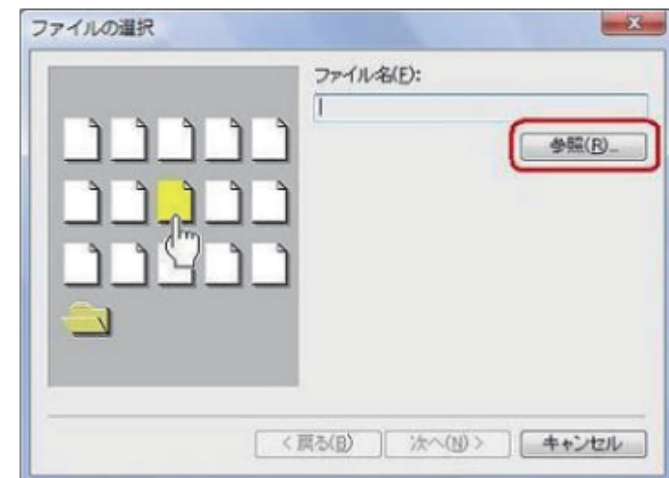 ファイルの選択
ファイル名(F):
参照(R)...
< 戻る(B)
次へ(N) >
キャンセル